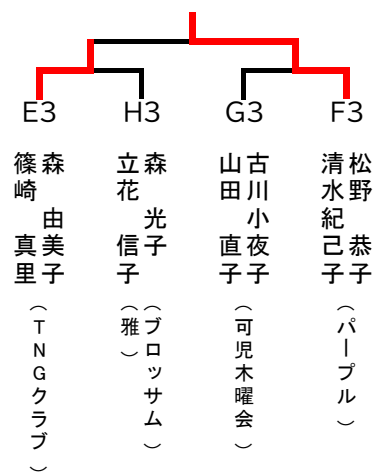 E3
H3
G3
F3
森　由美子
篠崎　真里
（TNGクラブ）
森　光子
立花　信子
（ブロッサム）
（雅）
古川小夜子
山田　直子
（可児木曜会）
松野　恭子
清水紀己子
（パープル）